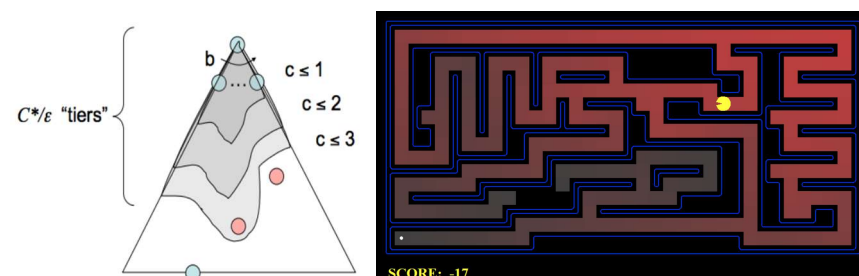 b
c ≤ 1
...
C*/ε “tiers”
c ≤ 2
c ≤ 3
SCORE: -17